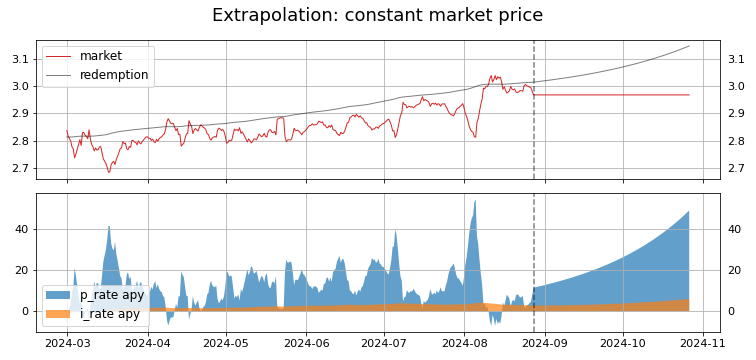 Extrapolation: constant market price
market
redemption
3.1
3.0
2.9
2.8
2.7
3.1
3.0
2.9
2.8
2.7
40
20
0
40
20
0
p_rate apy
i_rate apy
2024-03 2024-04 2024-05 2024-06 2024-07 2024-08 2024-09 2024-10 2024-11